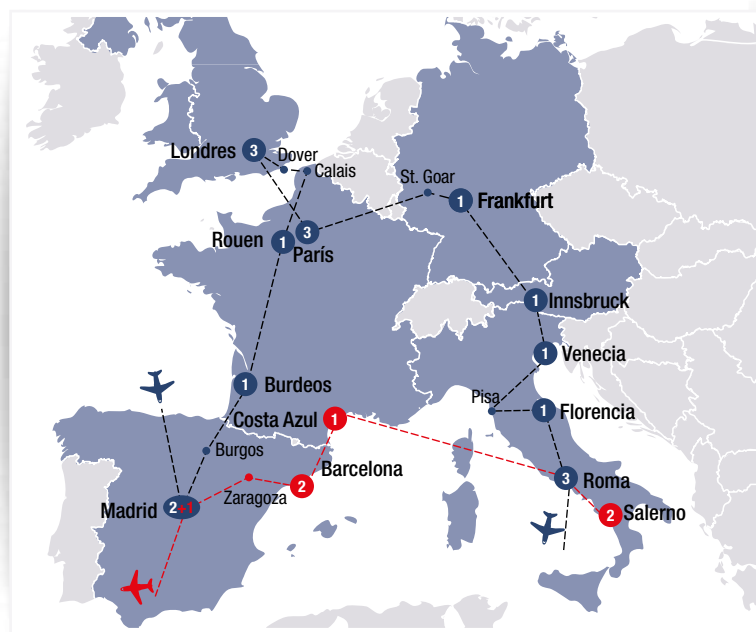 Londres
3
Dover
Calais
St. Goar
1
Frankfurt
Rouen
1
3
París
1
Innsbruck
1
Venecia
1
Burdeos
Pisa
1
Florencia
Costa Azul
1
Burgos
Barcelona
2
Zaragoza
3
Roma
Madrid
2+1
2
Salerno